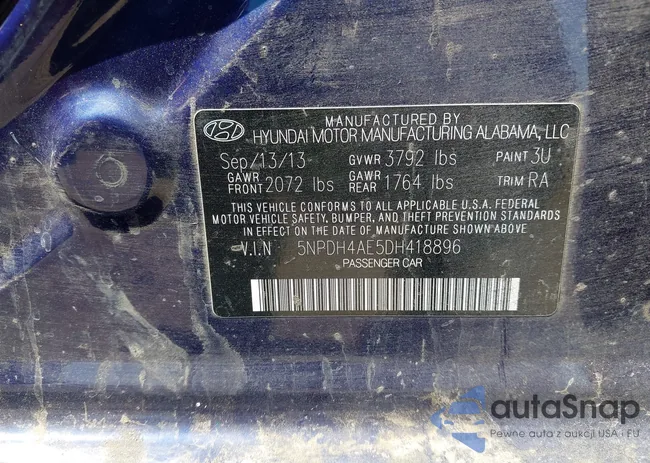 MANUFACTURED BY
HYUNDAI MOTOR MANUFACTURING ALABAMA, LLC
Sep/13/13 GVWR 3792 lbs PAINT 3U
GAWR FRONT 2072 lbs GAWR REAR 1764 lbs TRIM RA
THIS VEHICLE CONFORMS TO ALL APPLICABLE U.S.A. FEDERAL
MOTOR VEHICLE SAFETY, BUMPER, AND THEFT PREVENTION STANDARDS
IN EFFECT ON THE DATE OF MANUFACTURE SHOWN ABOVE
V.I.N 5NPDH4AE5DH418896
PASSENGER CAR
autaSnap
Pewne auta z aukcji USA i EU